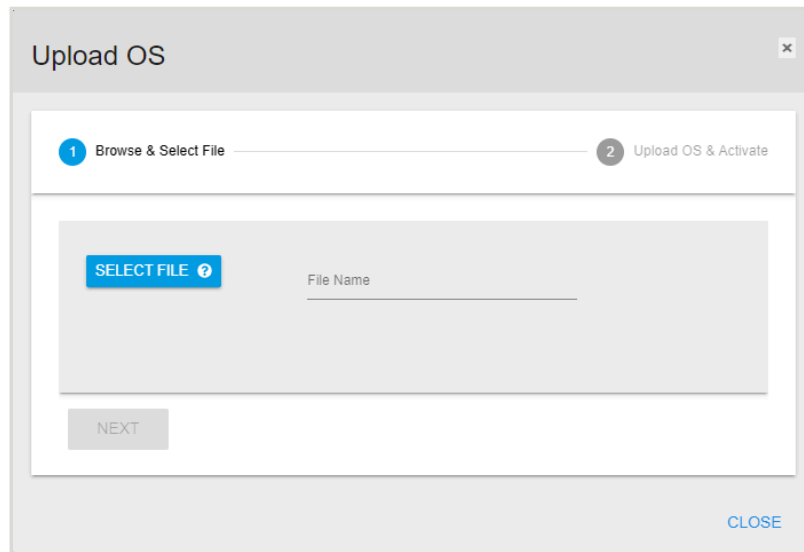 Upload OS
×
1 Browse & Select File
2 Upload OS & Activate
SELECT FILE ?
File Name
NEXT
CLOSE